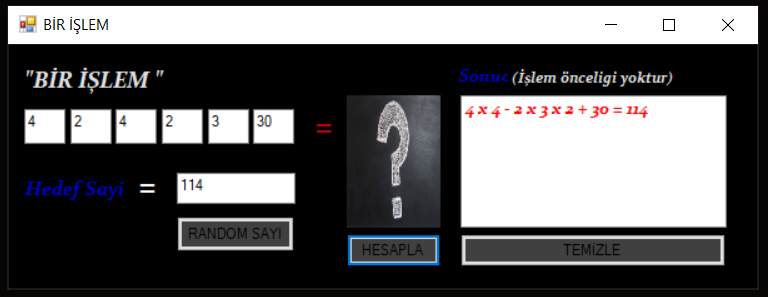 BİR İŞLEM
"BİR İŞLEM "
Sonuc (İşlem önceligi yoktur)
4 2 4 2 3 30 =
4 x 4 - 2 x 3 x 2 + 30 = 114
?
Hedef Sayi = 114
RANDOM SAYI
HESAPLA
TEMİZLE